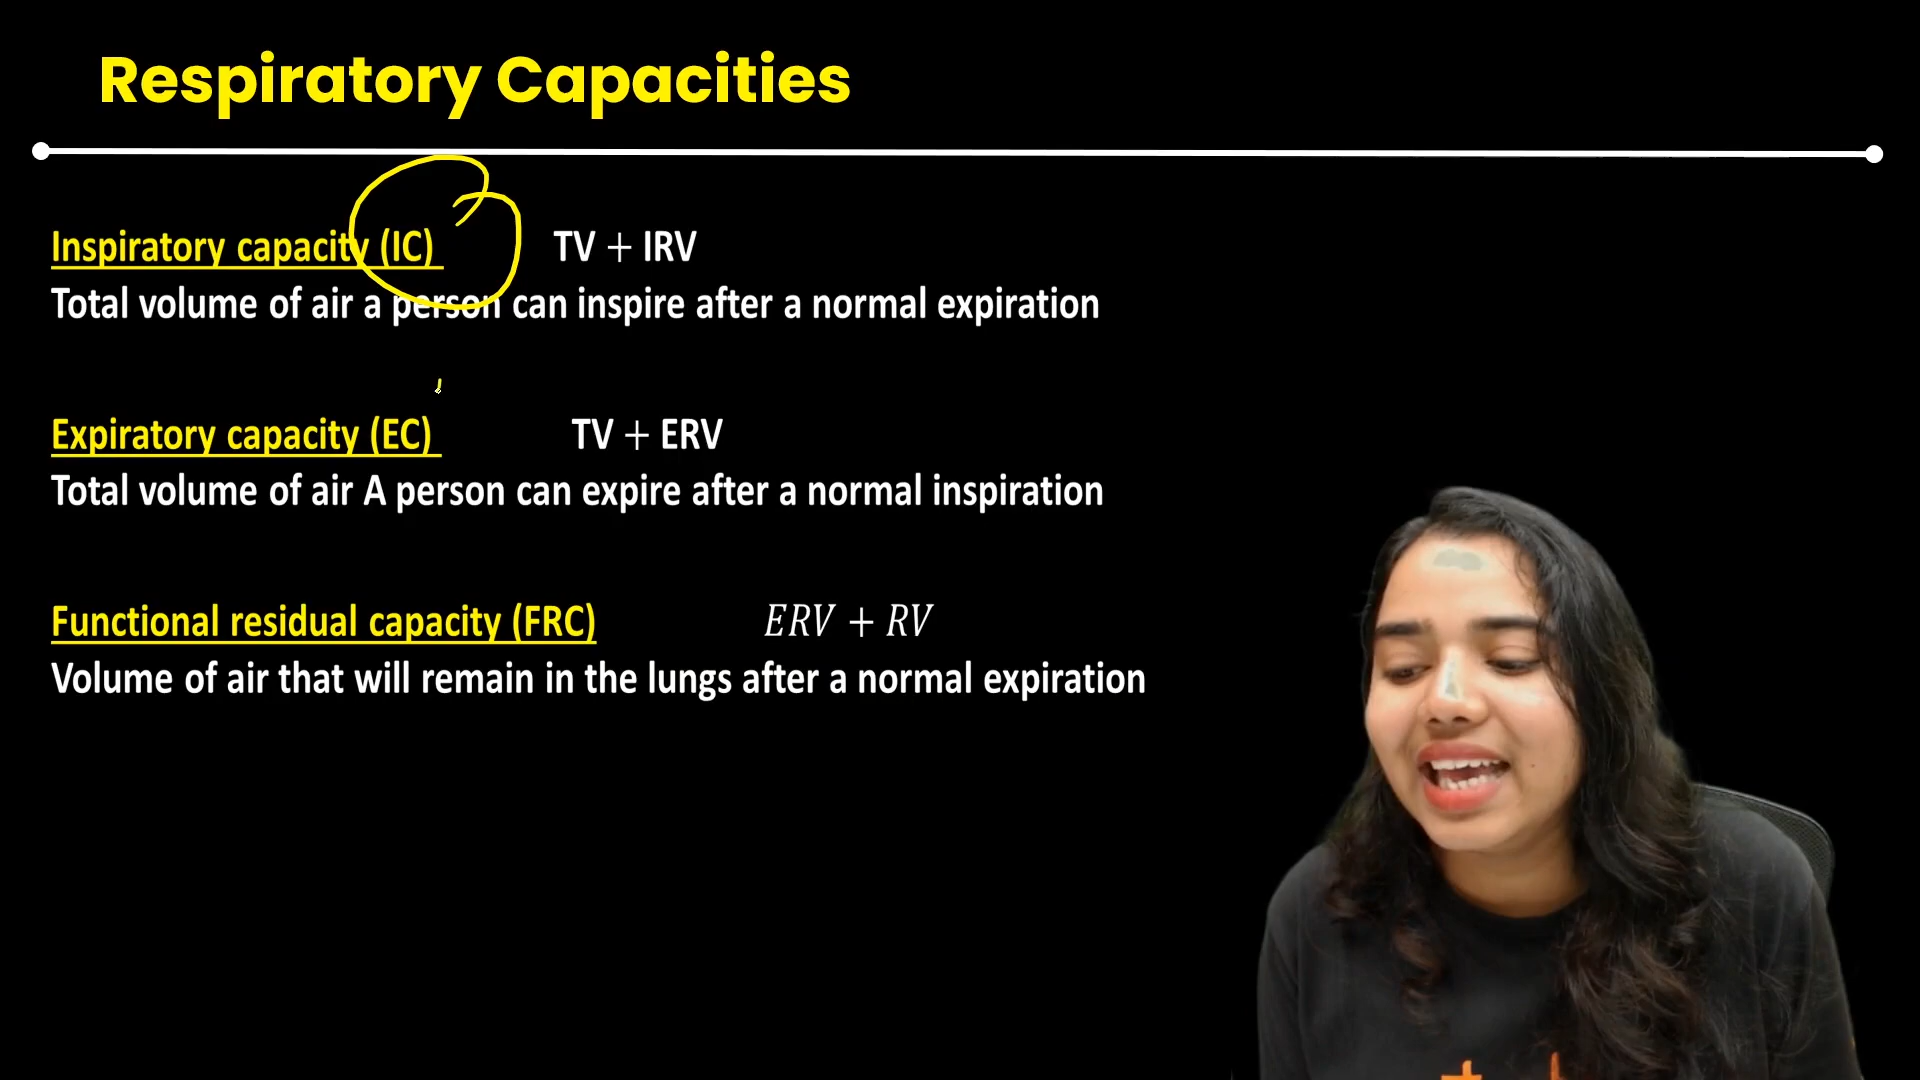 Respiratory Capacities
Inspiratory capacity (IC) TV + IRV
Total volume of air a person can inspire after a normal expiration
Expiratory capacity (EC) TV + ERV
Total volume of air A person can expire after a normal inspiration
Functional residual capacity (FRC) ERV + RV
Volume of air that will remain in the lungs after a normal expiration